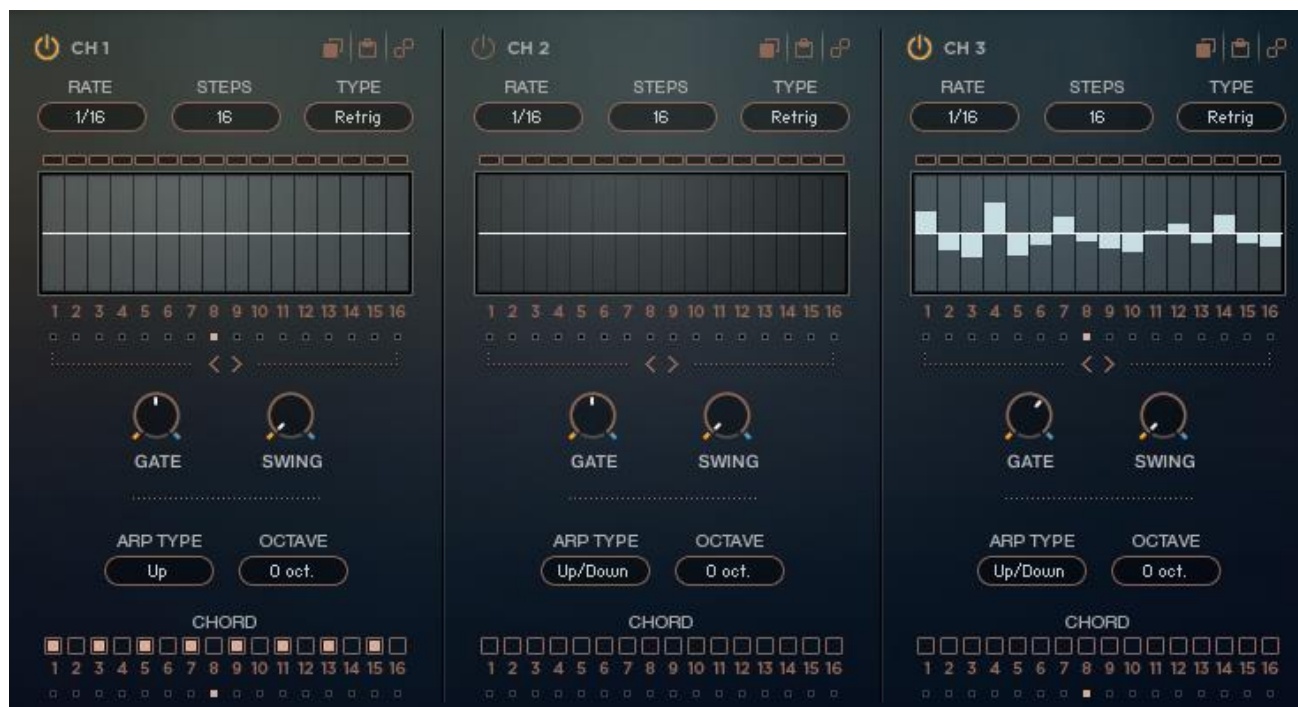 CH 1 CH 2 CH 3
RATE STEPS TYPE RATE STEPS TYPE RATE STEPS TYPE
1/16 16 Retrig 1/16 16 Retrig 1/16 16 Retrig
1 2 3 4 5 6 7 8 9 10 11 12 13 14 15 16 1 2 3 4 5 6 7 8 9 10 11 12 13 14 15 16 1 2 3 4 5 6 7 8 9 10 11 12 13 14 15 16
GATE SWING GATE SWING GATE SWING
ARP TYPE OCTAVE ARP TYPE OCTAVE ARP TYPE OCTAVE
Up 0 oct. Up/Down 0 oct. Up/Down 0 oct.
CHORD CHORD CHORD
1 2 3 4 5 6 7 8 9 10 11 12 13 14 15 16 1 2 3 4 5 6 7 8 9 10 11 12 13 14 15 16 1 2 3 4 5 6 7 8 9 10 11 12 13 14 15 16